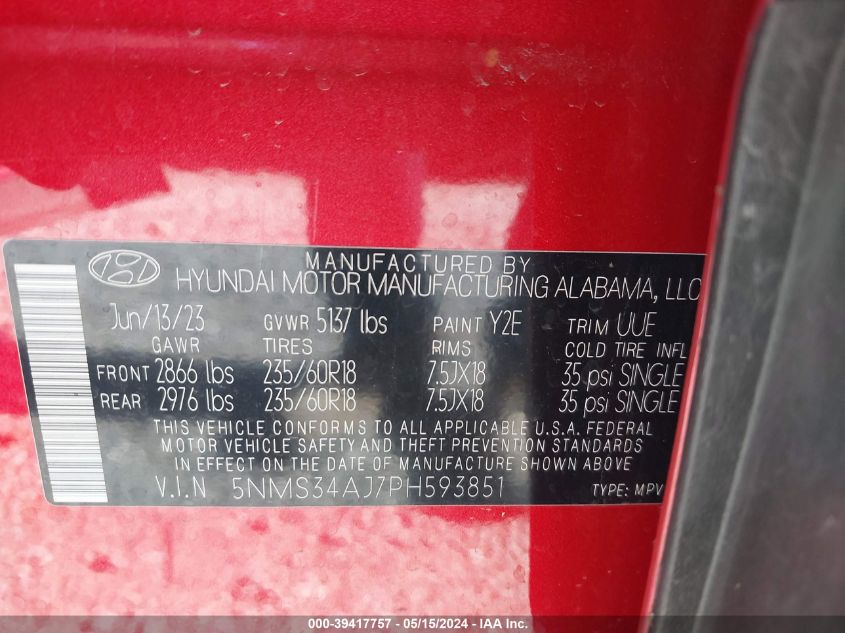 MANUFACTURED BY
HYUNDAI MOTOR MANUFACTURING ALABAMA, LLC
Jun/13/23 GVWR 5137 lbs PAINT Y2E TRIM UUE
GAWR TIRES RIMS COLD TIRE INFL
FRONT 2866 lbs 235/60R18 7.5JX18 35 psi SINGLE
REAR 2976 lbs 235/60R18 7.5JX18 35 psi SINGLE
THIS VEHICLE CONFORMS TO ALL APPLICABLE U.S.A. FEDERAL
MOTOR VEHICLE SAFETY AND THEFT PREVENTION STANDARDS
IN EFFECT ON THE DATE OF MANUFACTURE SHOWN ABOVE
V.I.N 5NMS34AJ7PH593851 TYPE: MPV
000-39417757 - 05/15/2024 - IAA Inc.